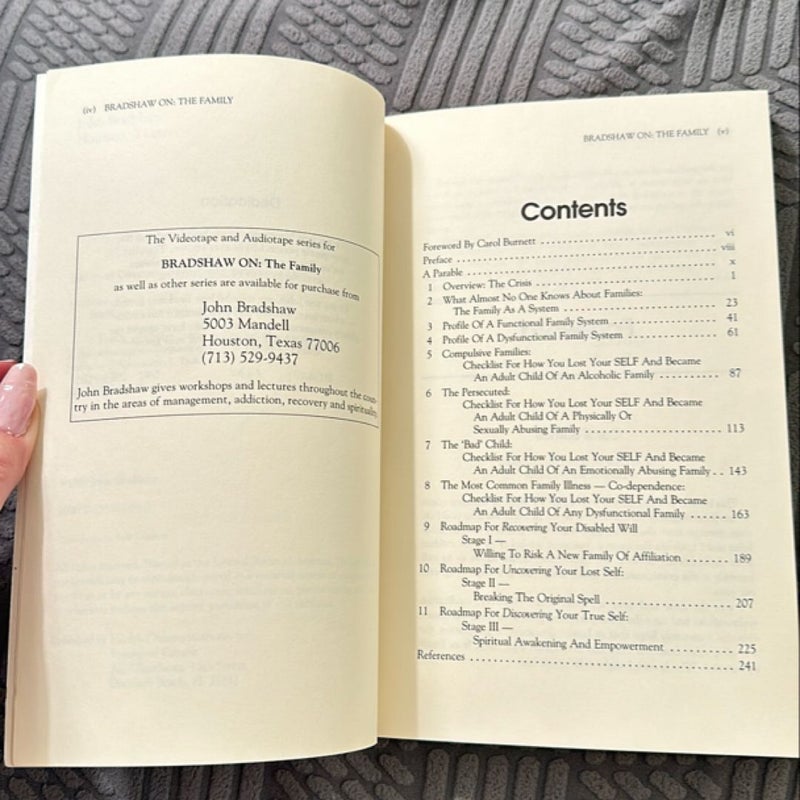 (iv) BRADSHAW ON: THE FAMILY
The Videotape and Audiotape series for
BRADSHAW ON: The Family
as well as other series are available for purchase from
John Bradshaw
5003 Mandell
Houston, Texas 77006
(713) 529-9437
John Bradshaw gives workshops and lectures throughout the coun-
try in the areas of management, addiction, recovery and spirituality.
BRADSHAW ON: THE FAMILY (v)
Contents
Foreword By Carol Burnett .......... vi
Preface .......... viii
A Parable .......... x
1 Overview: The Crisis .......... 1
2 What Almost No One Knows About Families:
The Family As A System .......... 23
3 Profile Of A Functional Family System .......... 41
4 Profile Of A Dysfunctional Family System .......... 61
5 Compulsive Families:
Checklist For How You Lost Your SELF And Became
An Adult Child Of An Alcoholic Family .......... 87
6 The Persecuted:
Checklist For How You Lost Your SELF And Became
An Adult Child Of A Physically Or
Sexually Abusing Family .......... 113
7 The 'Bad' Child:
Checklist For How You Lost Your SELF And Became
An Adult Child Of An Emotionally Abusing Family .. 143
8 The Most Common Family Illness — Co-dependence:
Checklist For How You Lost Your SELF And Became
An Adult Child Of Any Dysfunctional Family ...... 163
9 Roadmap For Recovering Your Disabled Will
Stage I —
Willing To Risk A New Family Of Affiliation ....... 189
10 Roadmap For Uncovering Your Lost Self:
Stage II —
Breaking The Original Spell .......... 207
11 Roadmap For Discovering Your True Self:
Stage III —
Spiritual Awakening And Empowerment .......... 225
References .......... 241